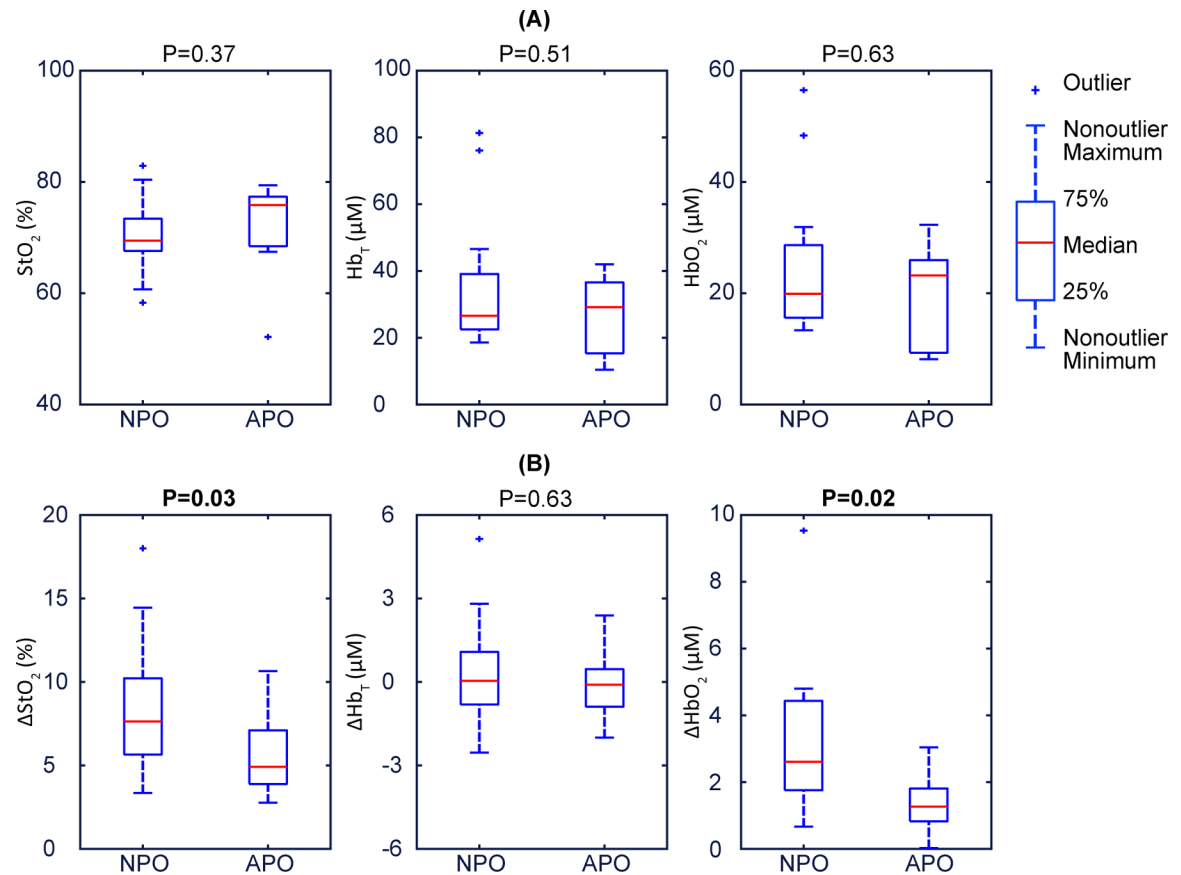 (A)
P=0.37
P=0.51
P=0.63
100
80
60
40
StO₂ (%)
NPO
APO
100
80
60
40
20
0
Hb_T (µM)
NPO
APO
60
40
20
0
HbO₂ (µM)
NPO
APO
Outlier
Nonoutlier
Maximum
75%
Median
25%
Nonoutlier
Minimum
(B)
P=0.03
P=0.63
P=0.02
20
15
10
5
0
ΔStO₂ (%)
NPO
APO
6
3
0
-3
-6
ΔHb_T (µM)
NPO
APO
10
8
6
4
2
0
ΔHbO₂ (µM)
NPO
APO